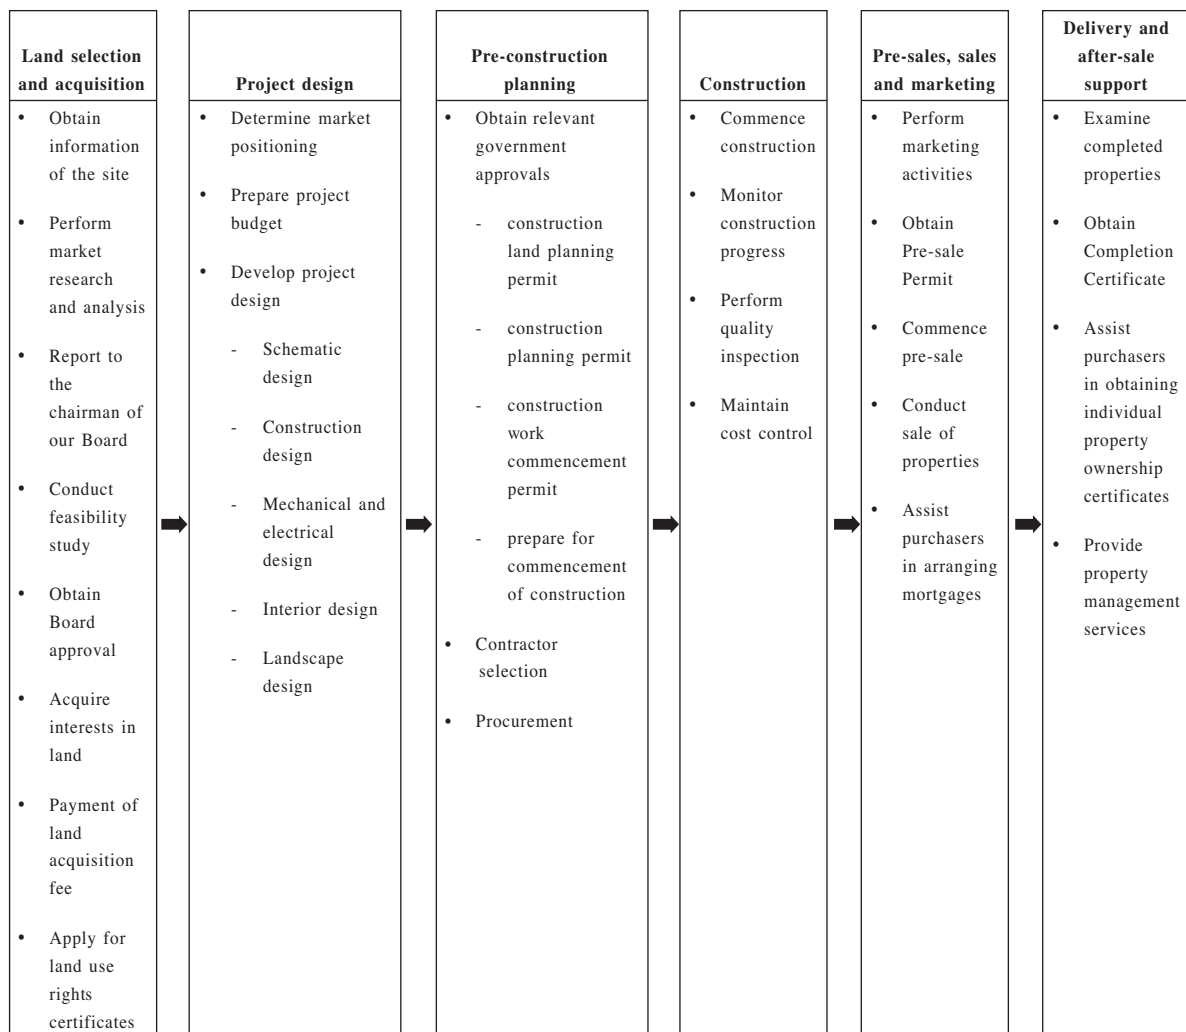 Land selection
and acquisition
• Obtain
information
of the site
• Perform
market
research
and analysis
• Report to
the
chairman of
our Board
• Conduct
feasibility
study
• Obtain
Board
approval
• Acquire
interests in
land
• Payment of
land
acquisition
fee
• Apply for
land use
rights
certificates
Project design
• Determine market
positioning
• Prepare project
budget
• Develop project
design
- Schematic
design
- Construction
design
- Mechanical and
electrical
design
- Interior design
- Landscape
design
Pre-construction
planning
• Obtain relevant
government
approvals
- construction
land planning
permit
- construction
planning permit
- construction
work
commencement
permit
- prepare for
commencement
of construction
• Contractor
selection
• Procurement
Construction
• Commence
construction
• Monitor
construction
progress
• Perform
quality
inspection
• Maintain
cost control
Pre-sales, sales
and marketing
• Perform
marketing
activities
• Obtain
Pre-sale
Permit
• Commence
pre-sale
• Conduct
sale of
properties
• Assist
purchasers
in arranging
mortgages
Delivery and
after-sale
support
• Examine
completed
properties
• Obtain
Completion
Certificate
• Assist
purchasers
in obtaining
individual
property
ownership
certificates
• Provide
property
management
services